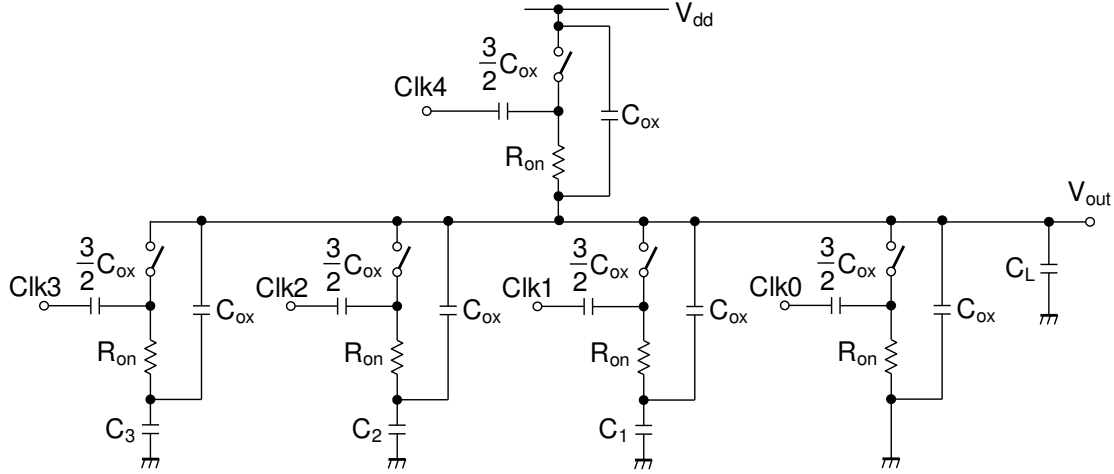 V_dd
3/2 C_ox
Clk4
C_ox
R_on
V_out
3/2 C_ox
3/2 C_ox
3/2 C_ox
3/2 C_ox
Clk3
Clk2
Clk1
Clk0
C_L
C_ox
C_ox
C_ox
C_ox
R_on
R_on
R_on
R_on
C_3
C_2
C_1